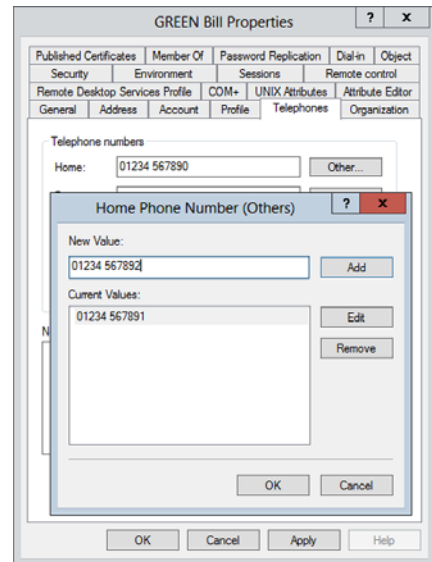 GREEN Bill Properties ? x
Published Certificates Member Of Password Replication Dial-in Object
Security Environment Sessions Remote control
Remote Desktop Services Profile COM+ UNIX Attributes Attribute Editor
General Address Account Profile Telephones Organization
Telephone numbers
Home: 01234 567890 Other...
Home Phone Number (Others) ? x
New Value:
01234 567892 Add
Current Values:
01234 567891 Edit
Remove
N
OK Cancel
OK Cancel Apply Help